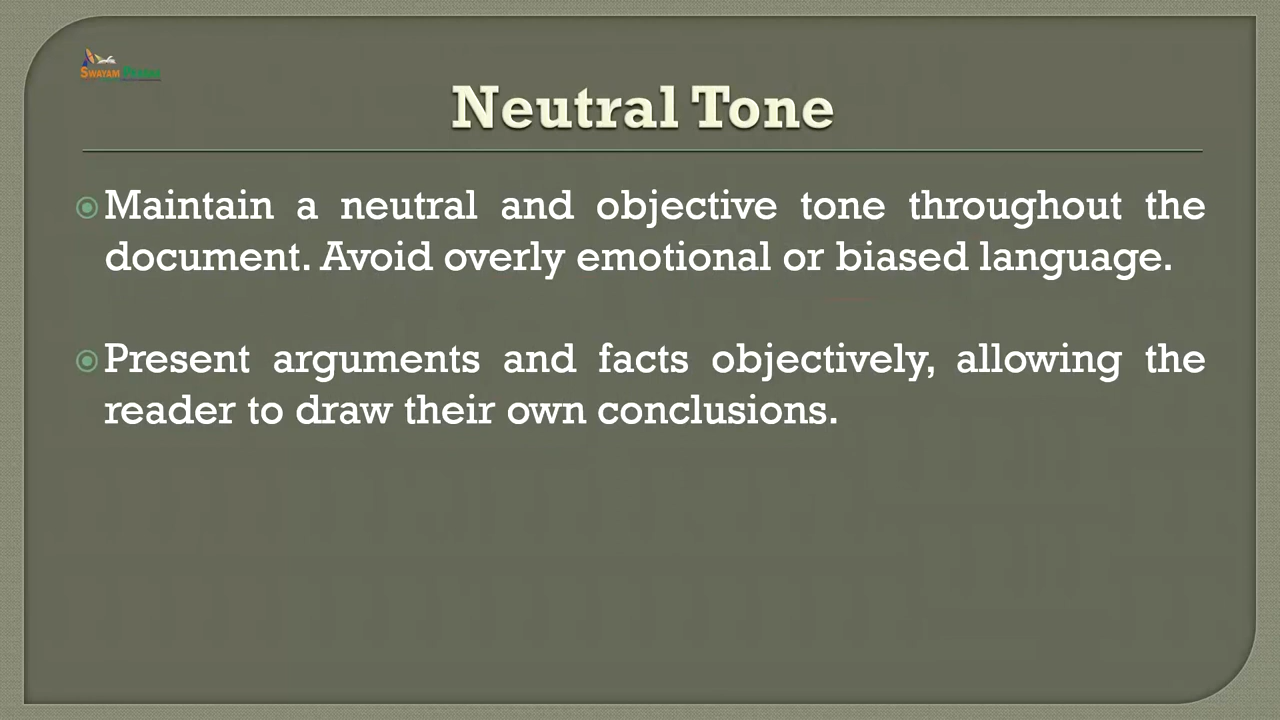 SWAYAM PRABHA
Neutral Tone
Maintain a neutral and objective tone throughout the
document. Avoid overly emotional or biased language.
Present arguments and facts objectively, allowing the
reader to draw their own conclusions.